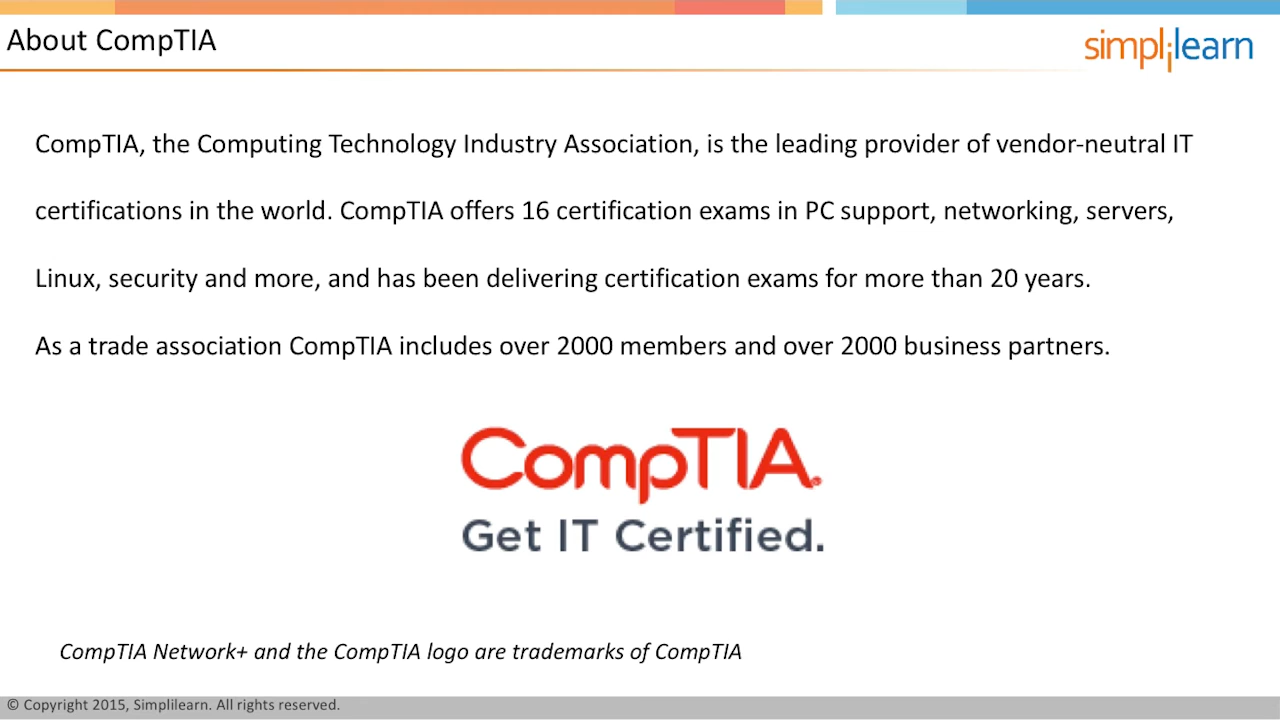 About CompTIA
simplilearn
CompTIA, the Computing Technology Industry Association, is the leading provider of vendor-neutral IT
certifications in the world. CompTIA offers 16 certification exams in PC support, networking, servers,
Linux, security and more, and has been delivering certification exams for more than 20 years.
As a trade association CompTIA includes over 2000 members and over 2000 business partners.
CompTIA®
Get IT Certified.
CompTIA Network+ and the CompTIA logo are trademarks of CompTIA
© Copyright 2015, Simplilearn. All rights reserved.